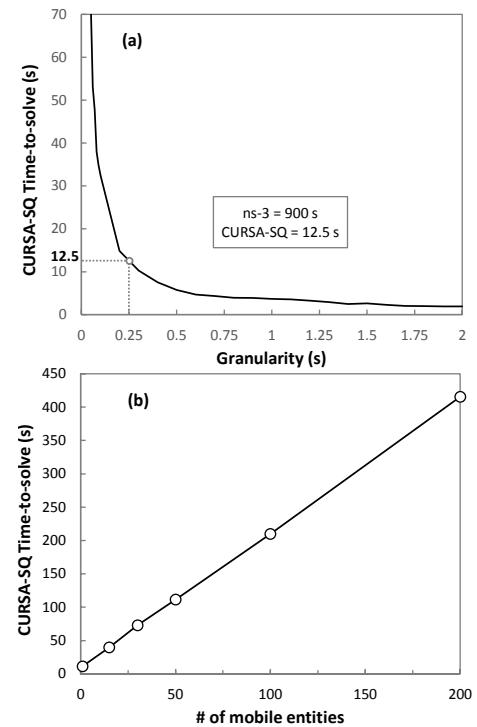 (a)
CURSA-SQ Time-to-solve (s)
70
60
50
40
30
20
12.5
10
0
ns-3 = 900 s
CURSA-SQ = 12.5 s
0 0.25 0.5 0.75 1 1.25 1.5 1.75 2
Granularity (s)
(b)
CURSA-SQ Time-to-solve (s)
450
400
350
300
250
200
150
100
50
0
0 50 100 150 200
# of mobile entities